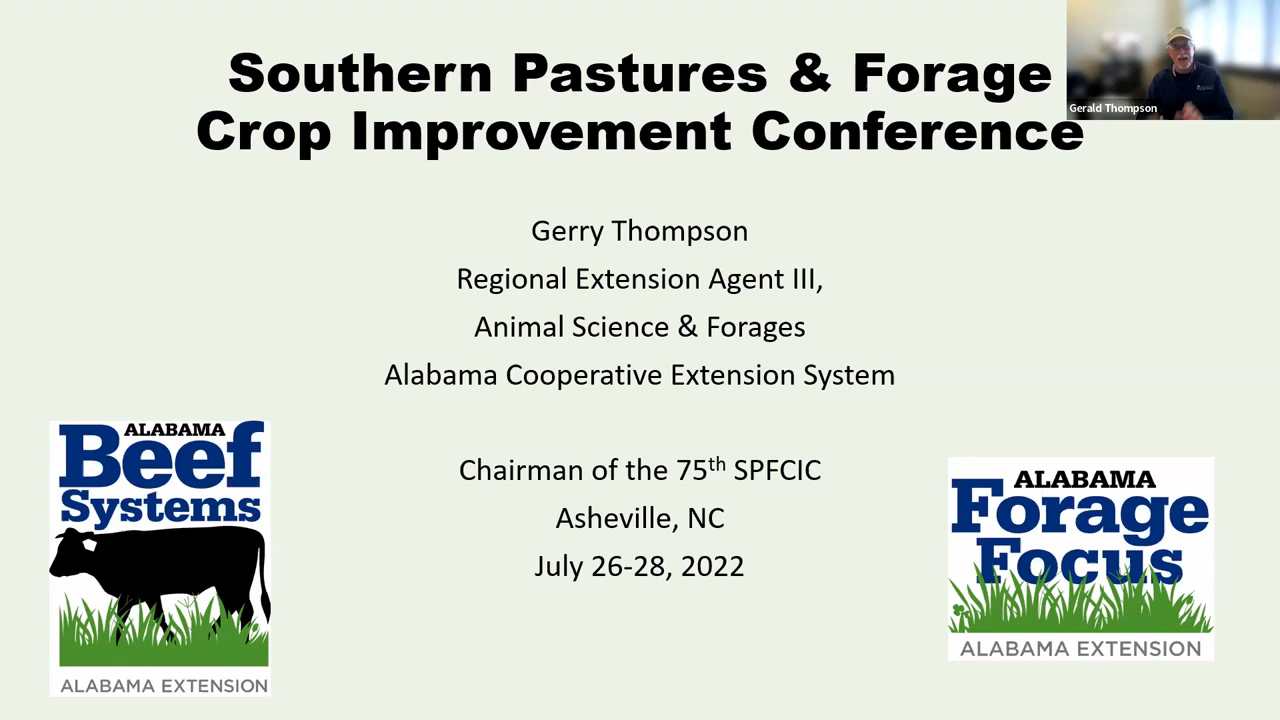 Southern Pastures & Forage
Crop Improvement Conference
Gerald Thompson
Gerry Thompson
Regional Extension Agent III,
Animal Science & Forages
Alabama Cooperative Extension System
Chairman of the 75th SPFCIC
Asheville, NC
July 26-28, 2022
ALABAMA
Beef
Systems
ALABAMA EXTENSION
ALABAMA
Forage
Focus
ALABAMA EXTENSION